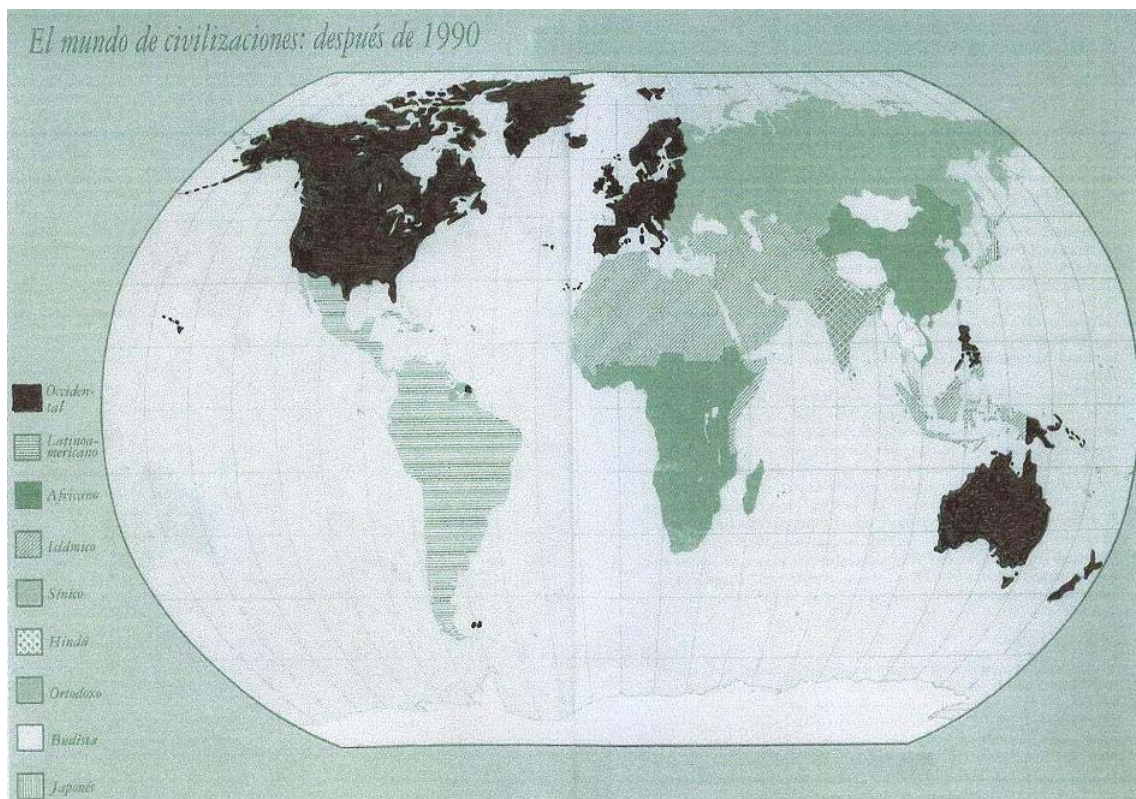 El mundo de civilizaciones: después de 1990
Occiden-
tal
Latinoa-
mericano
Africano
Islámico
Sínico
Hindú
Ortodoxo
Budista
Japonés